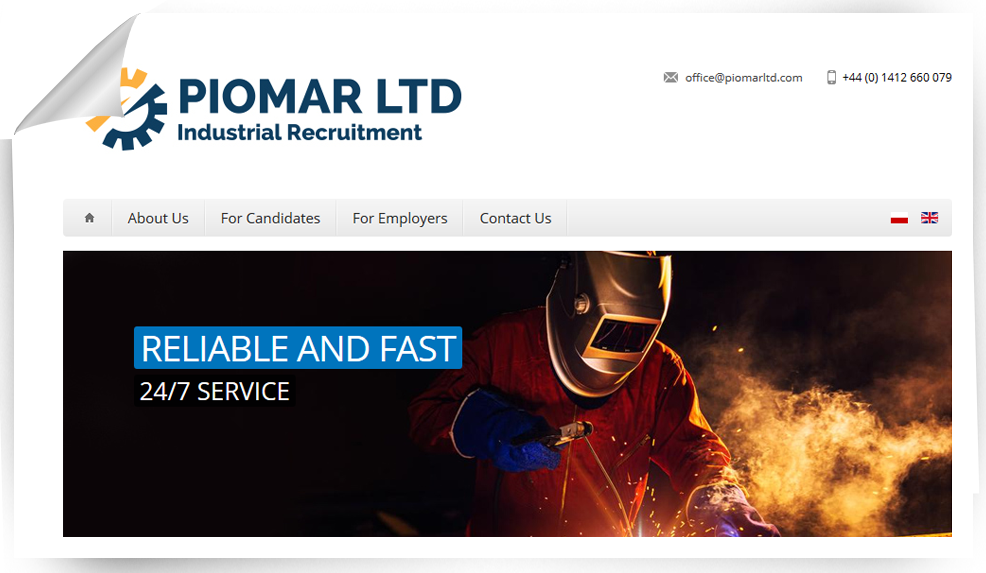 PIOMAR LTD
Industrial Recruitment
office@piomarltd.com
+44 (0) 1412 660 079
About Us
For Candidates
For Employers
Contact Us
RELIABLE AND FAST
24/7 SERVICE